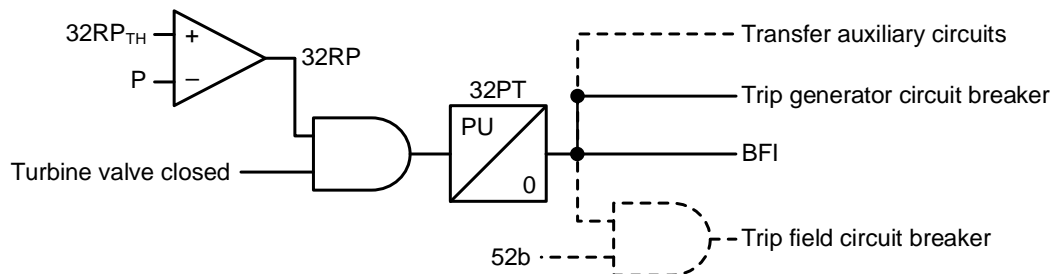 Transfer auxiliary circuits
32RP_TH
+
32RP
P
−
32PT
Trip generator circuit breaker
PU
BFI
Turbine valve closed
0
Trip field circuit breaker
52b